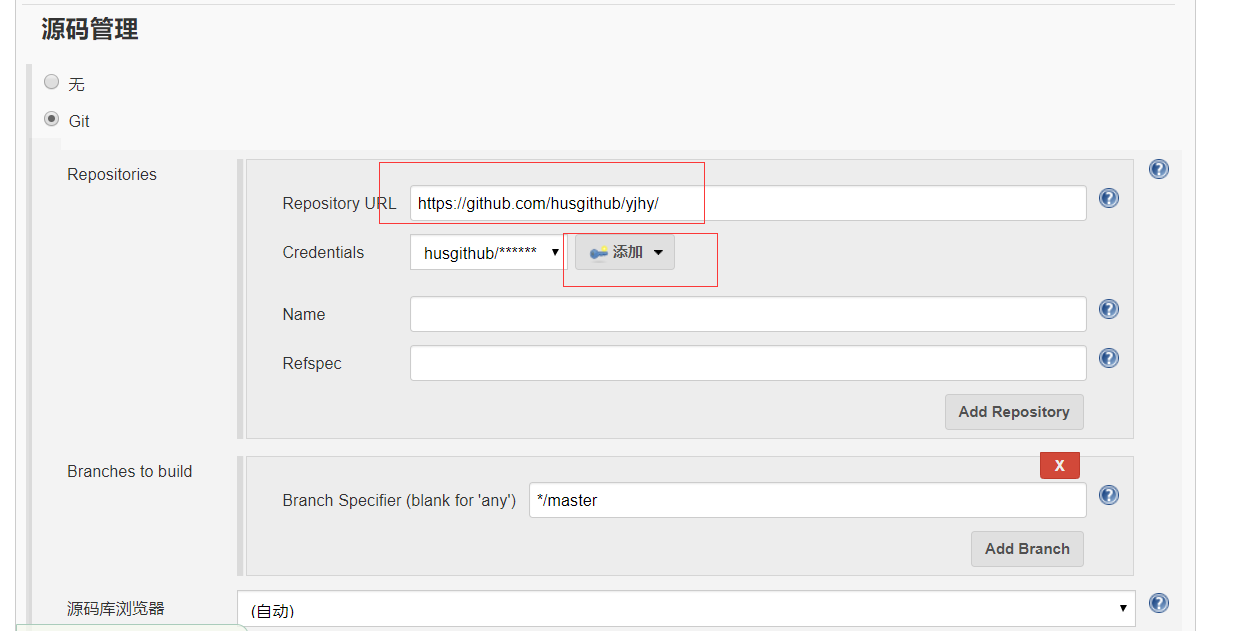 源码管理
无
Git
Repositories
Repository URL https://github.com/husgithub/yjhy/
Credentials husgithub/****** 添加
Name
Refspec
Add Repository
Branches to build
X
Branch Specifier (blank for 'any') */master
Add Branch
源码库浏览器 (自动)